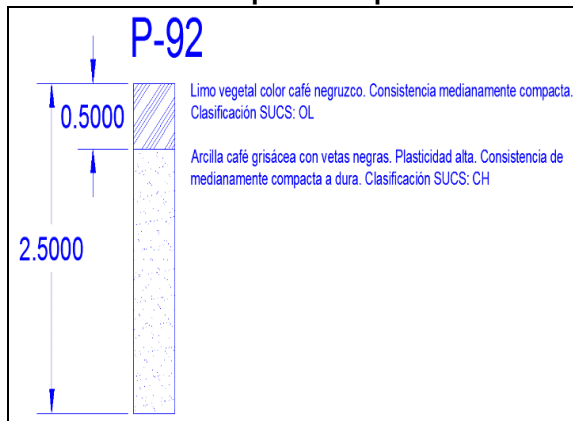 P-92
0.5000
Limo vegetal color café negruzco. Consistencia medianamente compacta.
Clasificación SUCS: OL
Arcilla café grisácea con vetas negras. Plasticidad alta. Consistencia de
medianamente compacta a dura. Clasificación SUCS: CH
2.5000